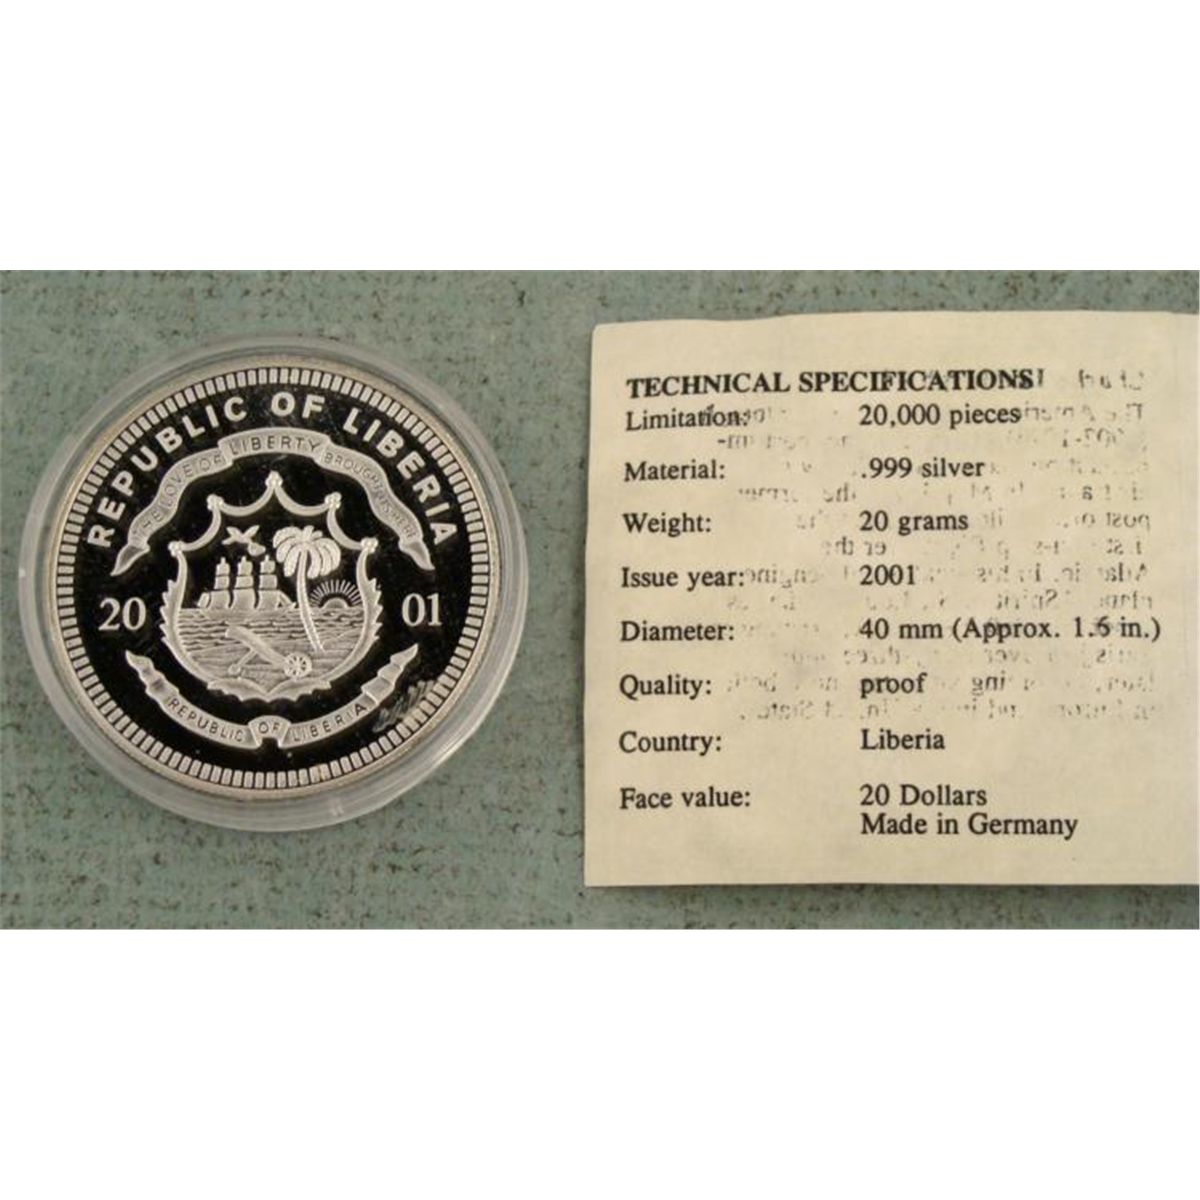 REPUBLIC OF LIBERIA
THE LOVE OF LIBERTY BROUGHT US HERE
20 01
REPUBLIC OF LIBERIA
TECHNICAL SPECIFICATIONS
Limitation: 20,000 pieces
Material: .999 silver
Weight: 20 grams
Issue year: 2001
Diameter: 40 mm (Approx. 1.6 in.)
Quality: proof
Country: Liberia
Face value: 20 Dollars
Made in Germany